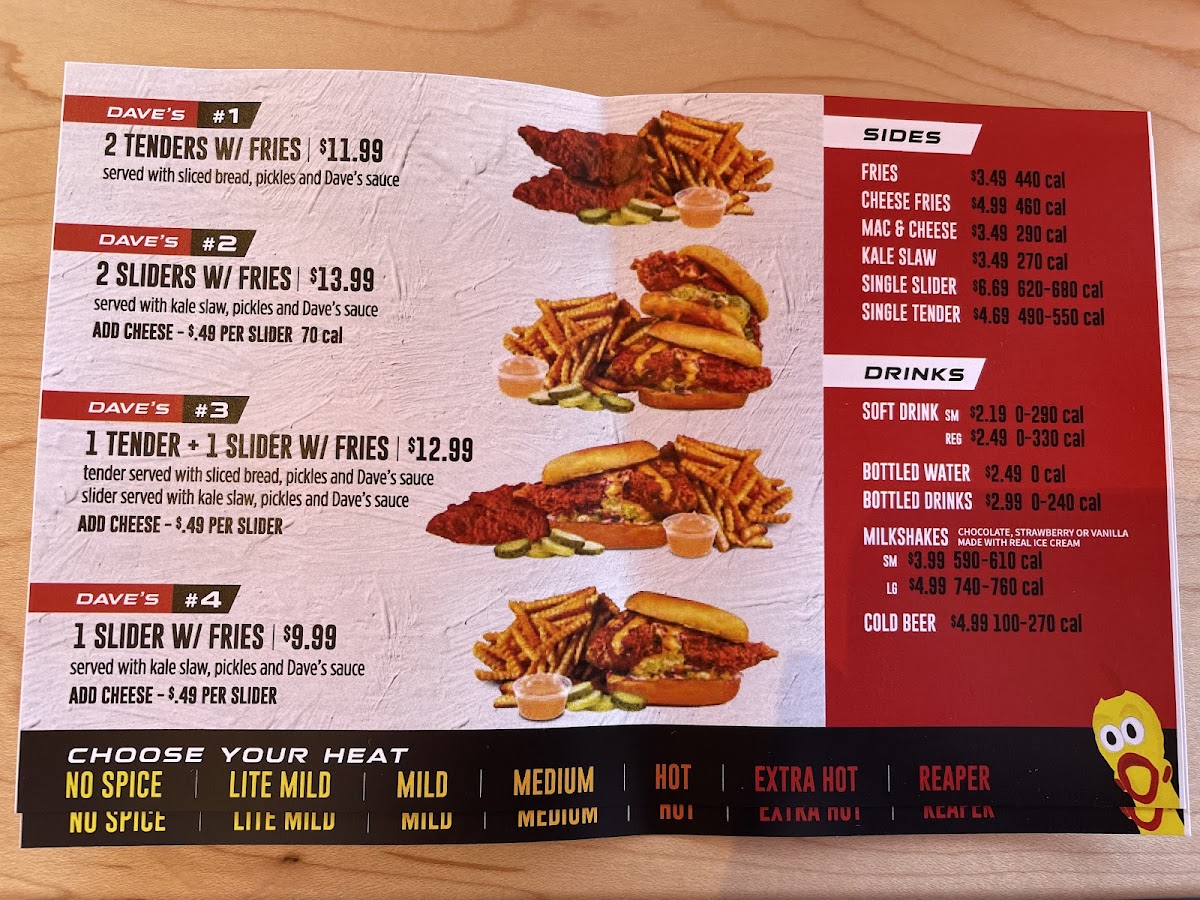 DAVE'S #1
2 TENDERS W/ FRIES | $11.99
served with sliced bread, pickles and Dave's sauce
DAVE'S #2
2 SLIDERS W/ FRIES | $13.99
served with kale slaw, pickles and Dave's sauce
ADD CHEESE – $.49 PER SLIDER 70 cal
DAVE'S #3
1 TENDER + 1 SLIDER W/ FRIES | $12.99
tender served with sliced bread, pickles and Dave's sauce
slider served with kale slaw, pickles and Dave's sauce
ADD CHEESE – $.49 PER SLIDER
DAVE'S #4
1 SLIDER W/ FRIES | $9.99
served with kale slaw, pickles and Dave's sauce
ADD CHEESE – $.49 PER SLIDER
SIDES
FRIES $3.49 440 cal
CHEESE FRIES $4.99 460 cal
MAC & CHEESE $3.49 290 cal
KALE SLAW $3.49 270 cal
SINGLE SLIDER $6.69 620-680 cal
SINGLE TENDER $4.69 490-550 cal
DRINKS
SOFT DRINK SM $2.19 0-290 cal
REG $2.49 0-330 cal
BOTTLED WATER $2.49 0 cal
BOTTLED DRINKS $2.99 0-240 cal
MILKSHAKES CHOCOLATE, STRAWBERRY OR VANILLA
MADE WITH REAL ICE CREAM
SM $3.99 590-610 cal
LG $4.99 740-760 cal
COLD BEER $4.99 100-270 cal
CHOOSE YOUR HEAT
NO SPICE | LITE MILD | MILD | MEDIUM | HOT | EXTRA HOT | REAPER
NO SPICE | LITE MILD | MILD | MEDIUM | HOT | EXTRA HOT | REAPER